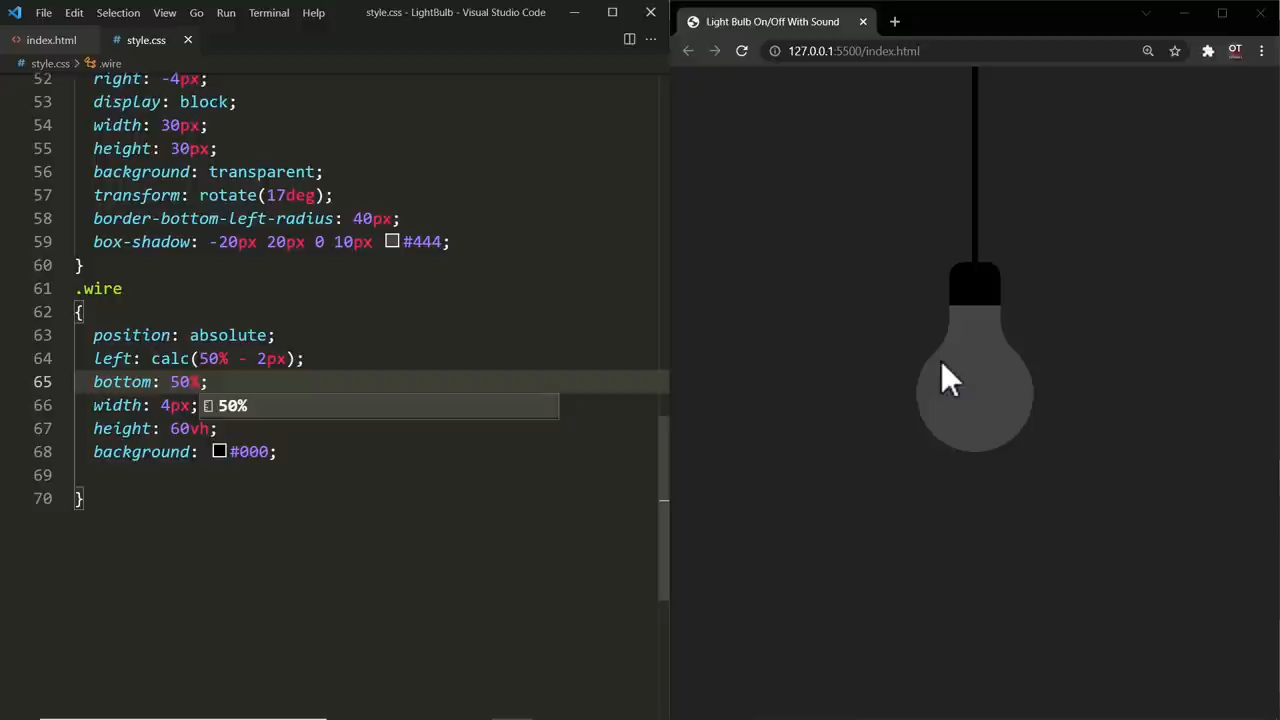 File Edit Selection View Go Run Terminal Help style.css - LightBulb - Visual Studio Code
index.html style.css
style.css > .wire
52 right: -4px;
53 display: block;
54 width: 30px;
55 height: 30px;
56 background: transparent;
57 transform: rotate(17deg);
58 border-bottom-left-radius: 40px;
59 box-shadow: -20px 20px 0 10px #444;
60 }
61 .wire
62 {
63 position: absolute;
64 left: calc(50% - 2px);
65 bottom: 50%;
66 width: 4px;
50%
67 height: 60vh;
68 background: #000;
69
70 }
Light Bulb On/Off With Sound
127.0.0.1:5500/index.html
OT